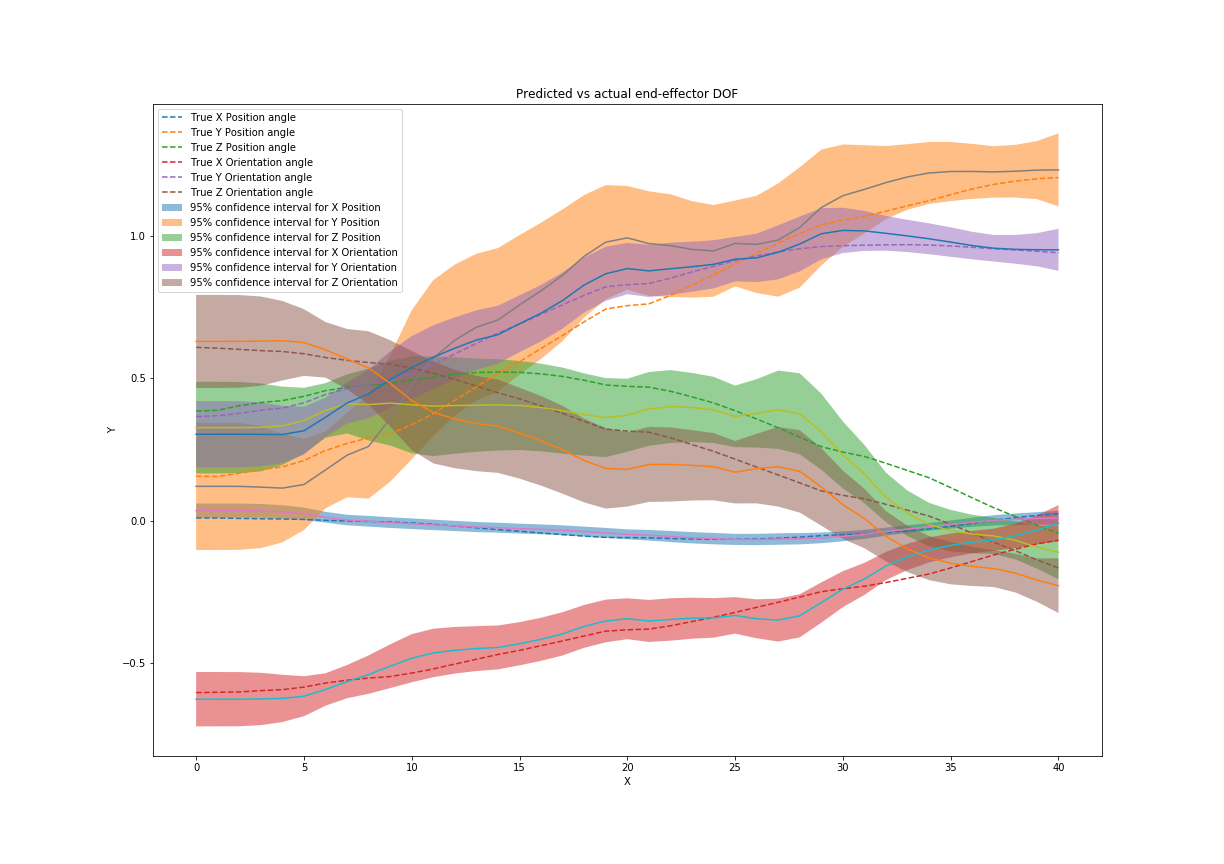 Predicted vs actual end-effector DOF
True X Position angle
True Y Position angle
True Z Position angle
True X Orientation angle
True Y Orientation angle
True Z Orientation angle
95% confidence interval for X Position
95% confidence interval for Y Position
95% confidence interval for Z Position
95% confidence interval for X Orientation
95% confidence interval for Y Orientation
95% confidence interval for Z Orientation
1.0
0.5
0.0
−0.5
Y
0 5 10 15 20 25 30 35 40
X